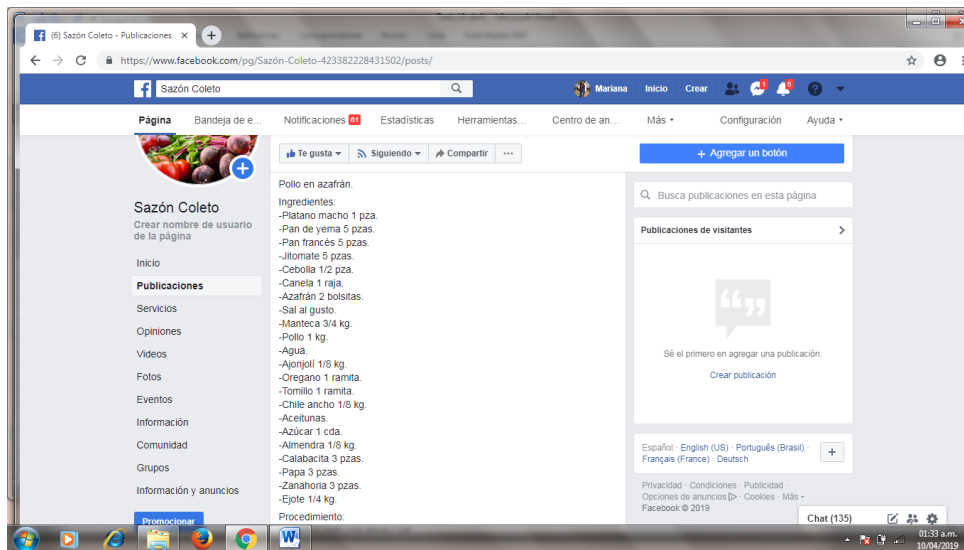 (6) Sazón Coleto - Publicaciones
https://www.facebook.com/pg/Sazón-Coleto-423382228431502/posts/
Sazón Coleto
Mariana Inicio Crear 1 5
Página Bandeja de e... Notificaciones 61 Estadísticas Herramientas... Centro de an... Más Configuración Ayuda
Te gusta Siguiendo Compartir ...
+ Agregar un botón
Sazón Coleto
Crear nombre de usuario
de la página
Inicio
Publicaciones
Servicios
Opiniones
Videos
Fotos
Eventos
Información
Comunidad
Grupos
Información y anuncios
Promocionar
Pollo en azafrán.
Ingredientes:
-Platano macho 1 pza.
-Pan de yema 5 pzas.
-Pan francés 5 pzas.
-Jitomate 5 pzas.
-Cebolla 1/2 pza.
-Canela 1 raja.
-Azafrán 2 bolsitas.
-Sal al gusto.
-Manteca 3/4 kg.
-Pollo 1 kg.
-Agua.
-Ajonjolí 1/8 kg.
-Oregano 1 ramita.
-Tomillo 1 ramita.
-Chile ancho 1/8 kg.
-Aceitunas.
-Azúcar 1 cda.
-Almendra 1/8 kg.
-Calabacita 3 pzas.
-Papa 3 pzas.
-Zanahoria 3 pzas.
-Ejote 1/4 kg.
Procedimiento:
Busca publicaciones en esta página
Publicaciones de visitantes
Sé el primero en agregar una publicación.
Crear publicación
Español · English (US) · Português (Brasil) ·
Français (France) · Deutsch
Privacidad · Condiciones · Publicidad ·
Opciones de anuncios · Cookies · Más
Facebook © 2019
Chat (135)
01:33 a.m.
10/04/2019